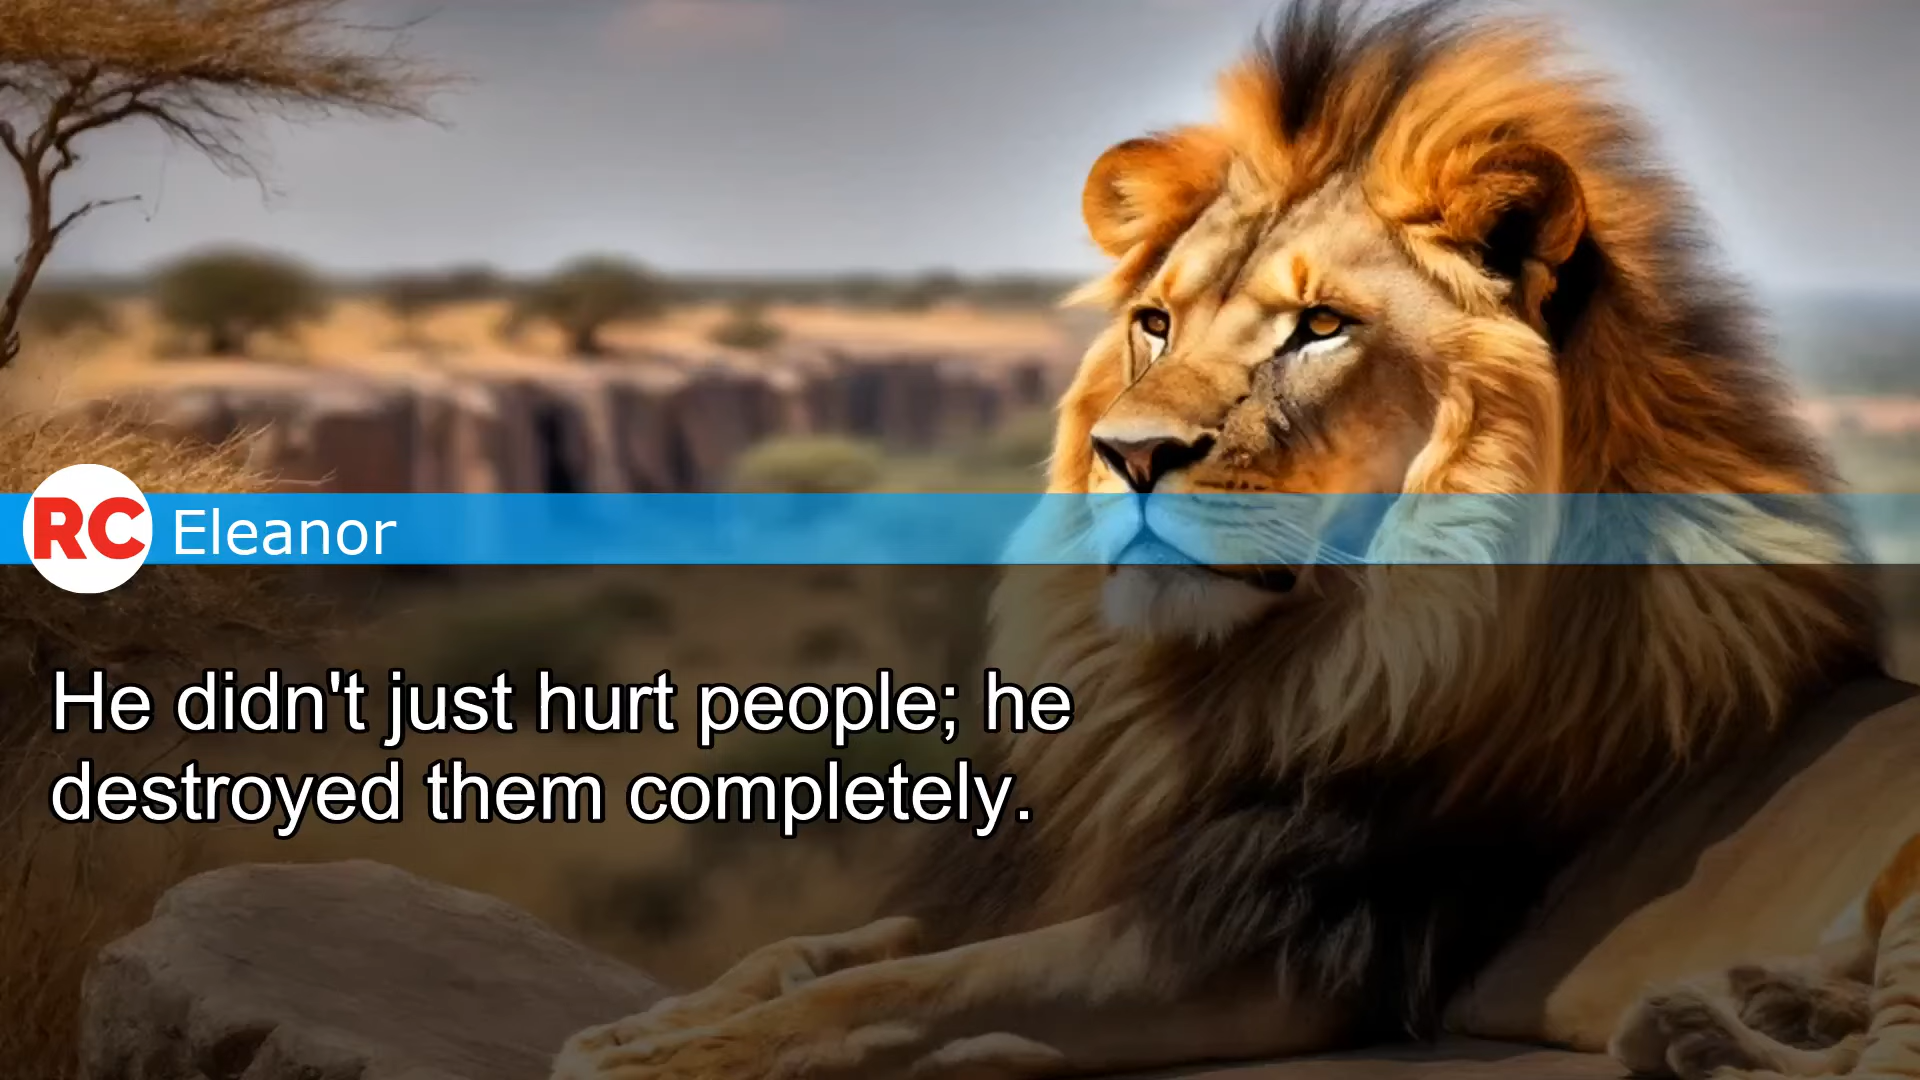 RC Eleanor
He didn't just hurt people; he
destroyed them completely.